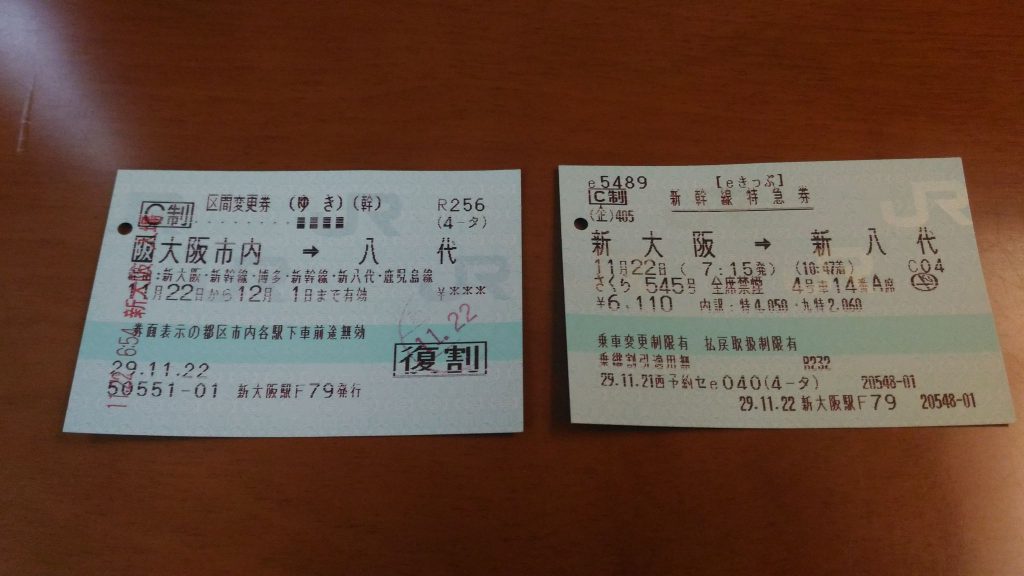 C制
区間変更券 (ゆき)(幹)
R256
(4-タ)
阪大阪市内 → 八代
:新大阪・新幹線・博多・新幹線・新八代・鹿児島線
月22日から12月 1日まで有効 ¥***
券面表示の都区市内各駅下車前途無効
11.22
29.11.22
復割
50551-01 新大阪駅F79発行
e5489 【eきっぷ】
C制 新幹線特急券
(企)405
新大阪 → 新八代
11月22日( 7:15発) (10:47着) C04
さくら 545号 全席禁煙 4号車14番A席
¥6,110 内訳:特4,050・九特2,060
乗車変更制限有 払戻取扱制限有
乗継割引適用無 R232
29.11.21西予約セe040(4-タ) 20548-01
29.11.22 新大阪駅F79 20548-01